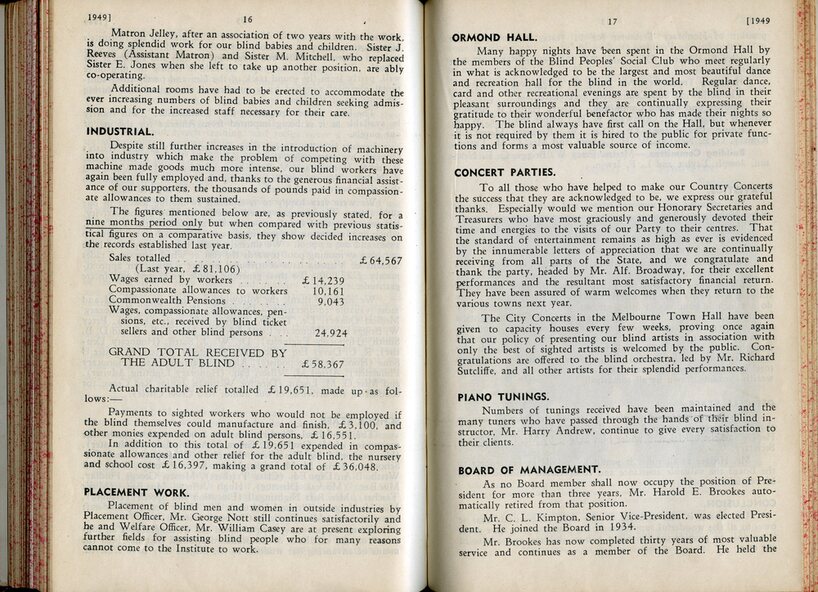 1949]
16
Matron Jelley, after an association of two years with the work,
is doing splendid work for our blind babies and children. Sister J.
Reeves (Assistant Matron) and Sister M. Mitchell, who replaced
Sister E. Jones when she left to take up another position, are ably
co-operating.
Additional rooms have had to be erected to accommodate the
ever increasing numbers of blind babies and children seeking admis-
sion and for the increased staff necessary for their care.
INDUSTRIAL.
Despite still further increases in the introduction of machinery
into industry which make the problem of competing with these
machine made goods much more intense, our blind workers have
again been fully employed and, thanks to the generous financial assist-
ance of our supporters, the thousands of pounds paid in compassion-
ate allowances to them sustained.
The figures mentioned below are, as previously stated, for a
nine months period only but when compared with previous statis-
tical figures on a comparative basis, they show decided increases on
the records established last year.
Sales totalled . . . . . . . . . . . . . . . . . . . . £64,567
(Last year, £81,106)
Wages earned by workers . . . . . . £14,239
Compassionate allowances to workers 10,161
Commonwealth Pensions . . . . . . 9,043
Wages, compassionate allowances, pen-
sions, etc., received by blind ticket
sellers and other blind persons . . . 24,924
GRAND TOTAL RECEIVED BY
THE ADULT BLIND . . . . . . £58,367
Actual charitable relief totalled £19,651, made up as fol-
lows:—
Payments to sighted workers who would not be employed if
the blind themselves could manufacture and finish, £3,100, and
other monies expended on adult blind persons, £16,551.
In addition to this total of £19,651 expended in compas-
sionate allowances and other relief for the adult blind, the nursery
and school cost £16,397, making a grand total of £36,048.
PLACEMENT WORK.
Placement of blind men and women in outside industries by
Placement Officer, Mr. George Nott still continues satisfactorily and
he and Welfare Officer, Mr. William Casey are at present exploring
further fields for assisting blind people who for many reasons
cannot come to the Institute to work.
17
[1949
ORMOND HALL.
Many happy nights have been spent in the Ormond Hall by
the members of the Blind Peoples' Social Club who meet regularly
in what is acknowledged to be the largest and most beautiful dance
and recreation hall for the blind in the world. Regular dance,
card and other recreational evenings are spent by the blind in their
pleasant surroundings and they are continually expressing their
gratitude to their wonderful benefactor who has made their nights so
happy. The blind always have first call on the Hall, but whenever
it is not required by them it is hired to the public for private func-
tions and forms a most valuable source of income.
CONCERT PARTIES.
To all those who have helped to make our Country Concerts
the success that they are acknowledged to be, we express our grateful
thanks. Especially would we mention our Honorary Secretaries and
Treasurers who have most graciously and generously devoted their
time and energies to the visits of our Party to their centres. That
the standard of entertainment remains as high as ever is evidenced
by the innumerable letters of appreciation that we are continually
receiving from all parts of the State, and we congratulate and
thank the party, headed by Mr. Alf. Broadway, for their excellent
performances and the resultant most satisfactory financial return.
They have been assured of warm welcomes when they return to the
various towns next year.
The City Concerts in the Melbourne Town Hall have been
given to capacity houses every few weeks, proving once again
that our policy of presenting our blind artists in association with
only the best of sighted artists is welcomed by the public. Con-
gratulations are offered to the blind orchestra, led by Mr. Richard
Sutcliffe, and all other artists for their splendid performances.
PIANO TUNINGS.
Numbers of tunings received have been maintained and the
many tuners who have passed through the hands of their blind in-
structor, Mr. Harry Andrew, continue to give every satisfaction to
their clients.
BOARD OF MANAGEMENT.
As no Board member shall now occupy the position of Pre-
sident for more than three years, Mr. Harold E. Brookes auto-
matically retired from that position.
Mr. C. L. Kimpton, Senior Vice-President, was elected Presi-
dent. He joined the Board in 1934.
Mr. Brookes has now completed thirty years of most valuable
service and continues as a member of the Board. He held the